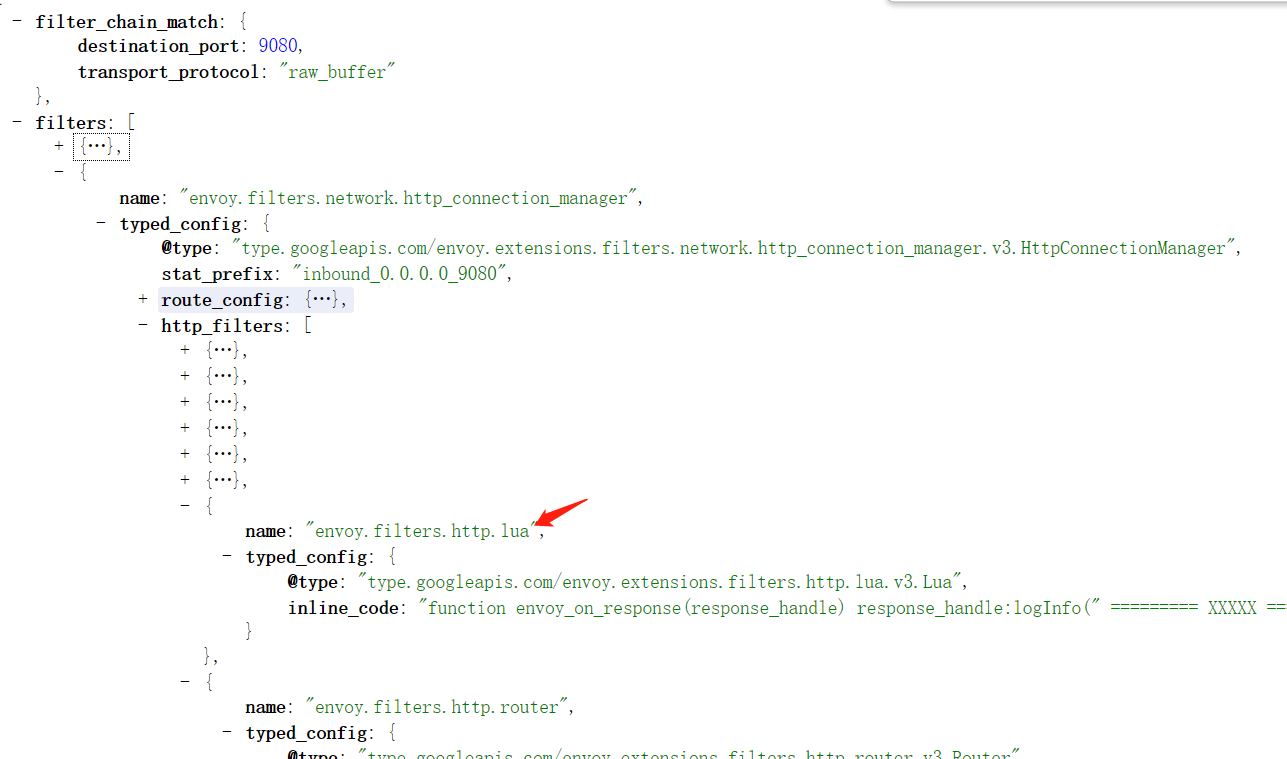 - filter_chain_match: {
destination_port: 9080,
transport_protocol: "raw_buffer"
},
- filters: [
+ {…},
- {
name: "envoy.filters.network.http_connection_manager",
- typed_config: {
@type: "type.googleapis.com/envoy.extensions.filters.network.http_connection_manager.v3.HttpConnectionManager",
stat_prefix: "inbound_0.0.0.0_9080",
+ route_config: {…},
- http_filters: [
+ {…},
+ {…},
+ {…},
+ {…},
+ {…},
+ {…},
- {
name: "envoy.filters.http.lua",
- typed_config: {
@type: "type.googleapis.com/envoy.extensions.filters.http.lua.v3.Lua",
inline_code: "function envoy_on_response(response_handle) response_handle:logInfo(" ========= XXXXX ==
}
},
- {
name: "envoy.filters.http.router",
- typed_config: {
@type: "type.googleapis.com/envoy.extensions.filters.http.router.v3.Router"